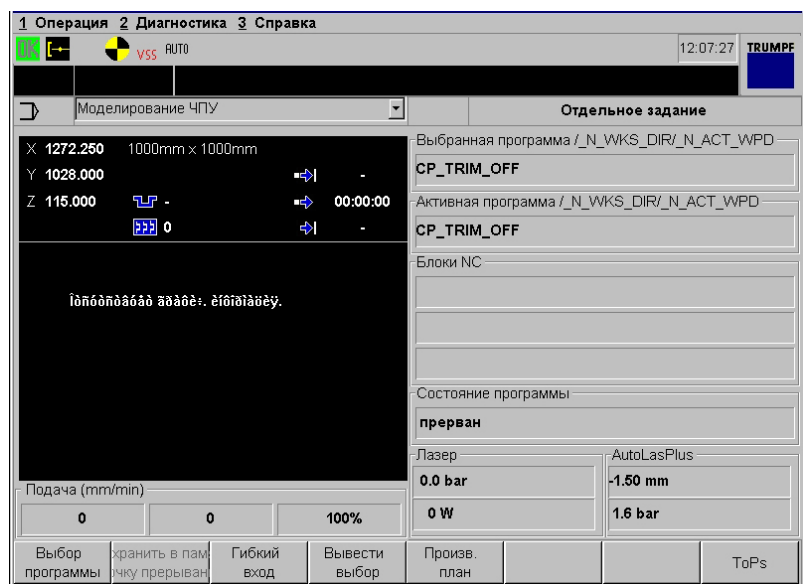 1 Операция 2 Диагностика 3 Справка
OK VSS AUTO 12:07:27 TRUMPF
Моделирование ЧПУ Отдельное задание
X 1272.250 1000mm x 1000mm
Y 1028.000 -
Z 115.000 - 00:00:00
0 -
Îòñóòñòâóåò ãðàôè÷. èíôîðìàöèÿ.
Подача (mm/min)
0 0 100%
Выбранная программа /_N_WKS_DIR/_N_ACT_WPD
CP_TRIM_OFF
Активная программа /_N_WKS_DIR/_N_ACT_WPD
CP_TRIM_OFF
Блоки NC
Состояние программы
прерван
Лазер AutoLasPlus
0.0 bar -1.50 mm
0 W 1.6 bar
Выбор хранить в пам Гибкий Вывести Произв.
программы очку прерыван вход выбор план ToPs